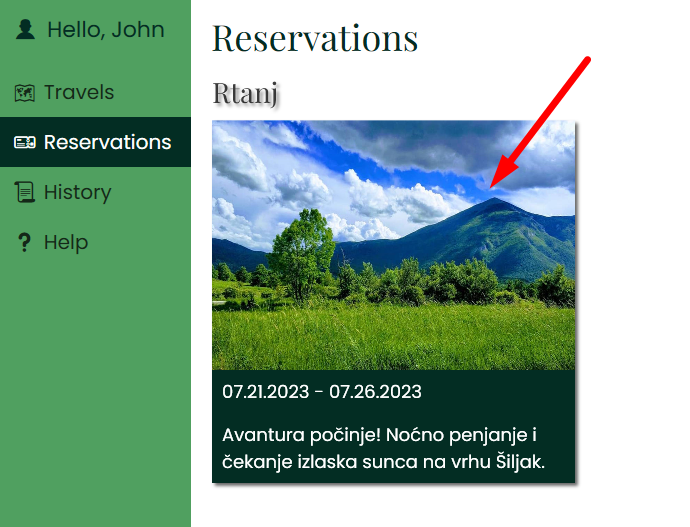 Hello, John
Travels
Reservations
History
Help
Reservations
Rtanj
07.21.2023 - 07.26.2023
Avantura počinje! Noćno penjanje i
čekanje izlaska sunca na vrhu Šiljak.